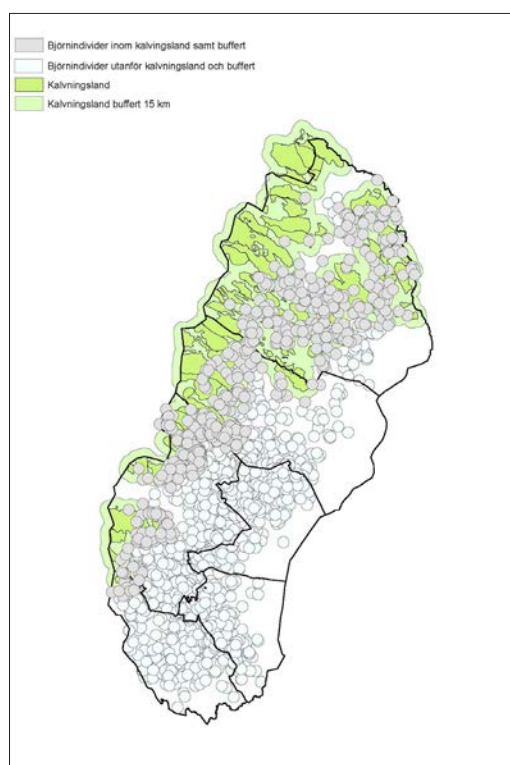 Björnindivider inom kalvingsland samt buffert
Björnindivider utanför kalvningsland och buffert
Kalvningsland
Kalvningsland buffert 15 km